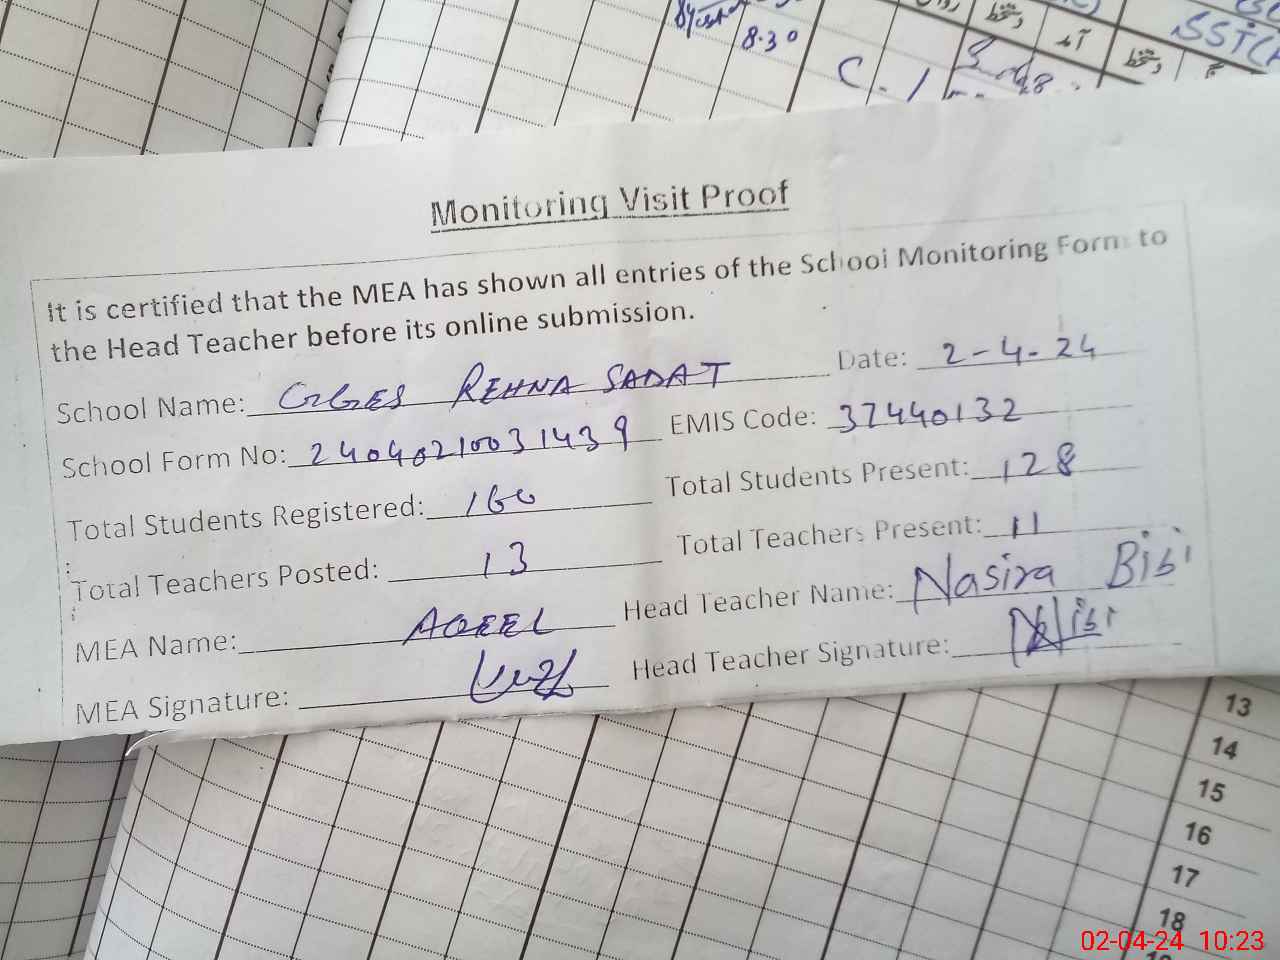 8.30
Monitoring Visit Proof
It is certified that the MEA has shown all entries of the School Monitoring Form to
the Head Teacher before its online submission.
School Name: GGES REHNA SADAT Date: 2-4-24
School Form No: 24040210031439 EMIS Code: 37440132
Total Students Registered: 160 Total Students Present: 128
Total Teachers Posted: 13 Total Teachers Present: 11
MEA Name: AQEEL Head Teacher Name: Nasira Bibi
MEA Signature: Head Teacher Signature: NBibi
13
14
15
16
17
18
02-04-24 10:23